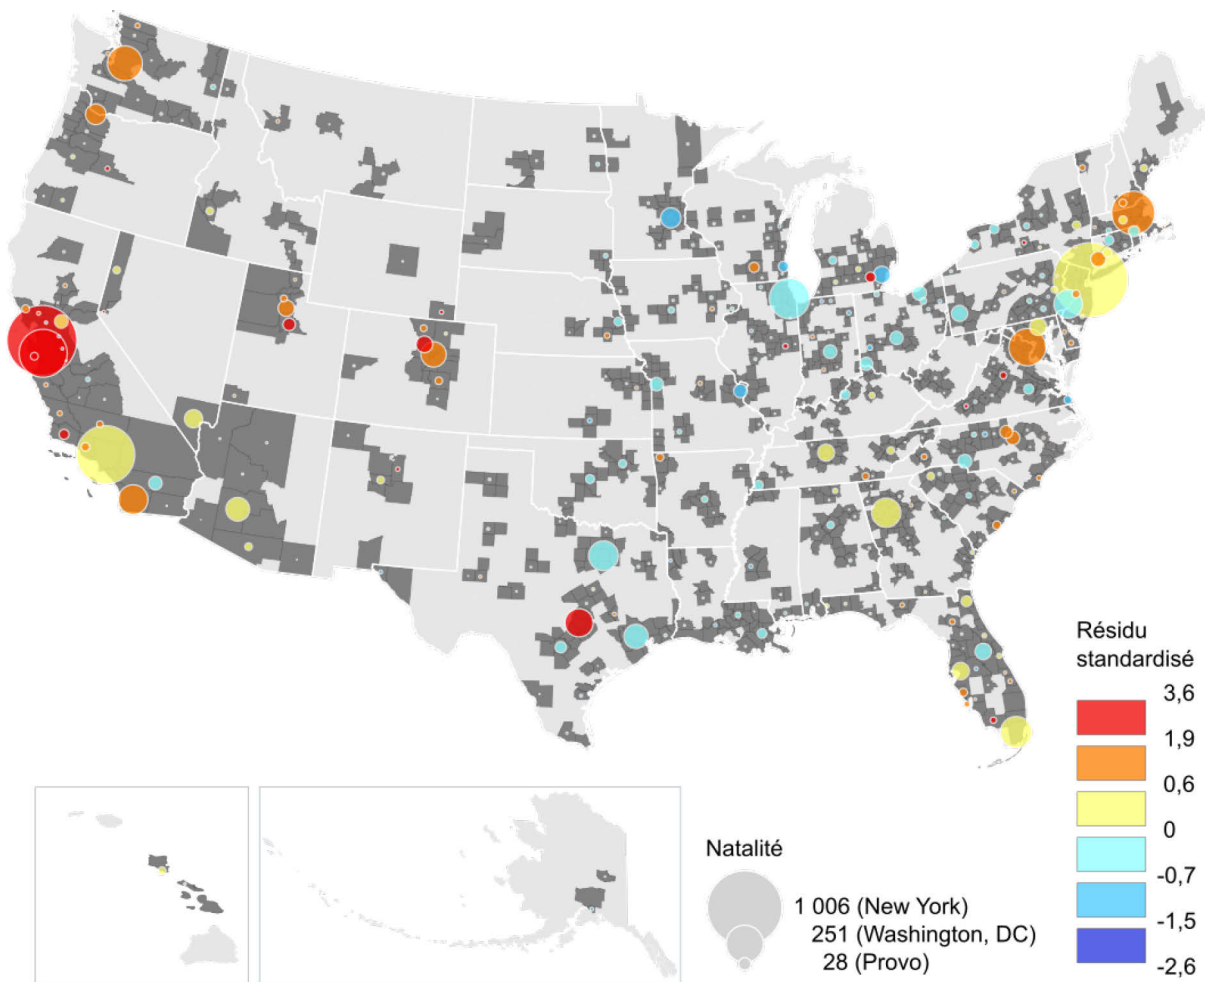 Résidu
standardisé
3,6
1,9
0,6
0
-0,7
-1,5
-2,6
Natalité
1 006 (New York)
251 (Washington, DC)
28 (Provo)